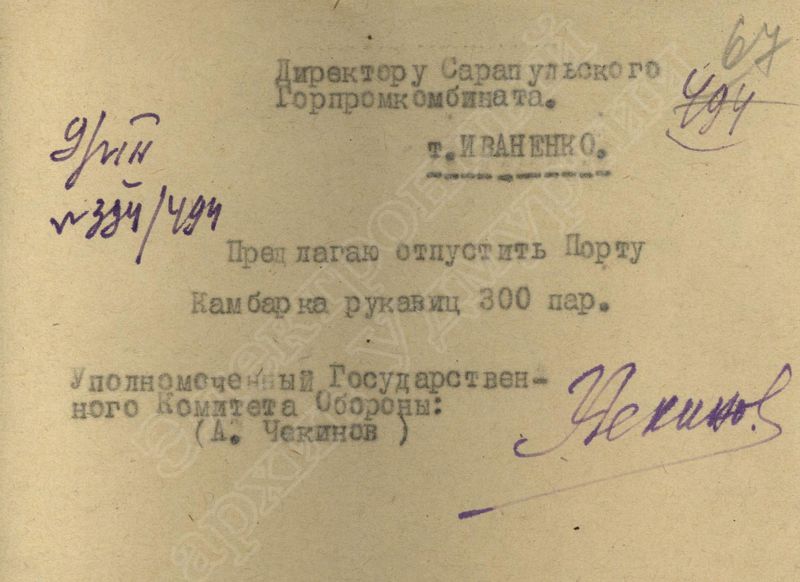 67
Директору Сарапульского
Горпромкомбината.
494
т.ИВАНЕНКО.
9/VIII
№ 334/494
Предлагаю отпустить Порту
Камбарка рукавиц 300 пар.
Уполномоченный Государствен-
ного Комитета Обороны:
(А. Чекинов )
Чекинов